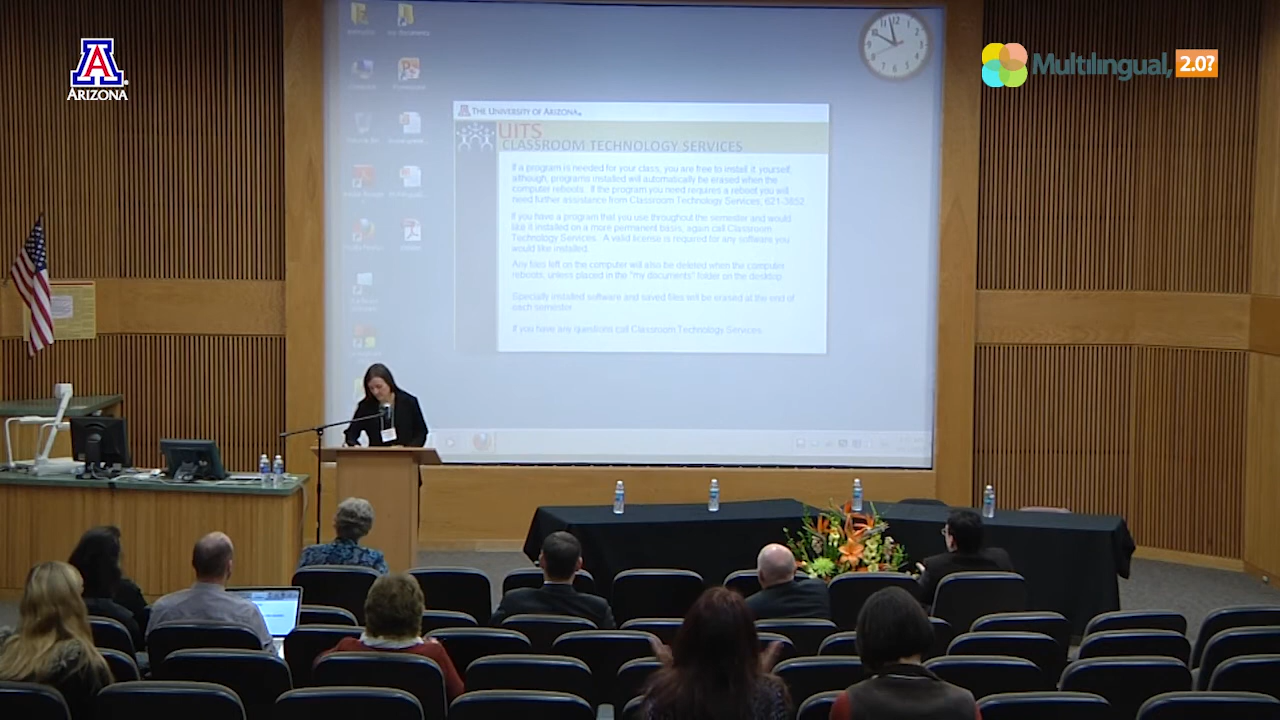 ARIZONA
Multilingual, 2.0?
my documents
THE UNIVERSITY OF ARIZONA.
UITS
CLASSROOM TECHNOLOGY SERVICES
If a program is needed for your class, you are free to install it, yourself,
although, programs installed will automatically be erased when the
computer reboots. If the program you need requires a reboot you will
need further assistance from Classroom Technology Services, 621-3852
If you have a program that you use throughout the semester and would
like it installed on a more permanent basis, again call Classroom
Technology Services. A valid license is required for any software you
would like installed.
Any files left on the computer will also be deleted when the computer
reboots, unless placed in the "my documents" folder on the desktop.
Specially installed software and saved files will be erased at the end of
each semester
If you have any questions call Classroom Technology Services